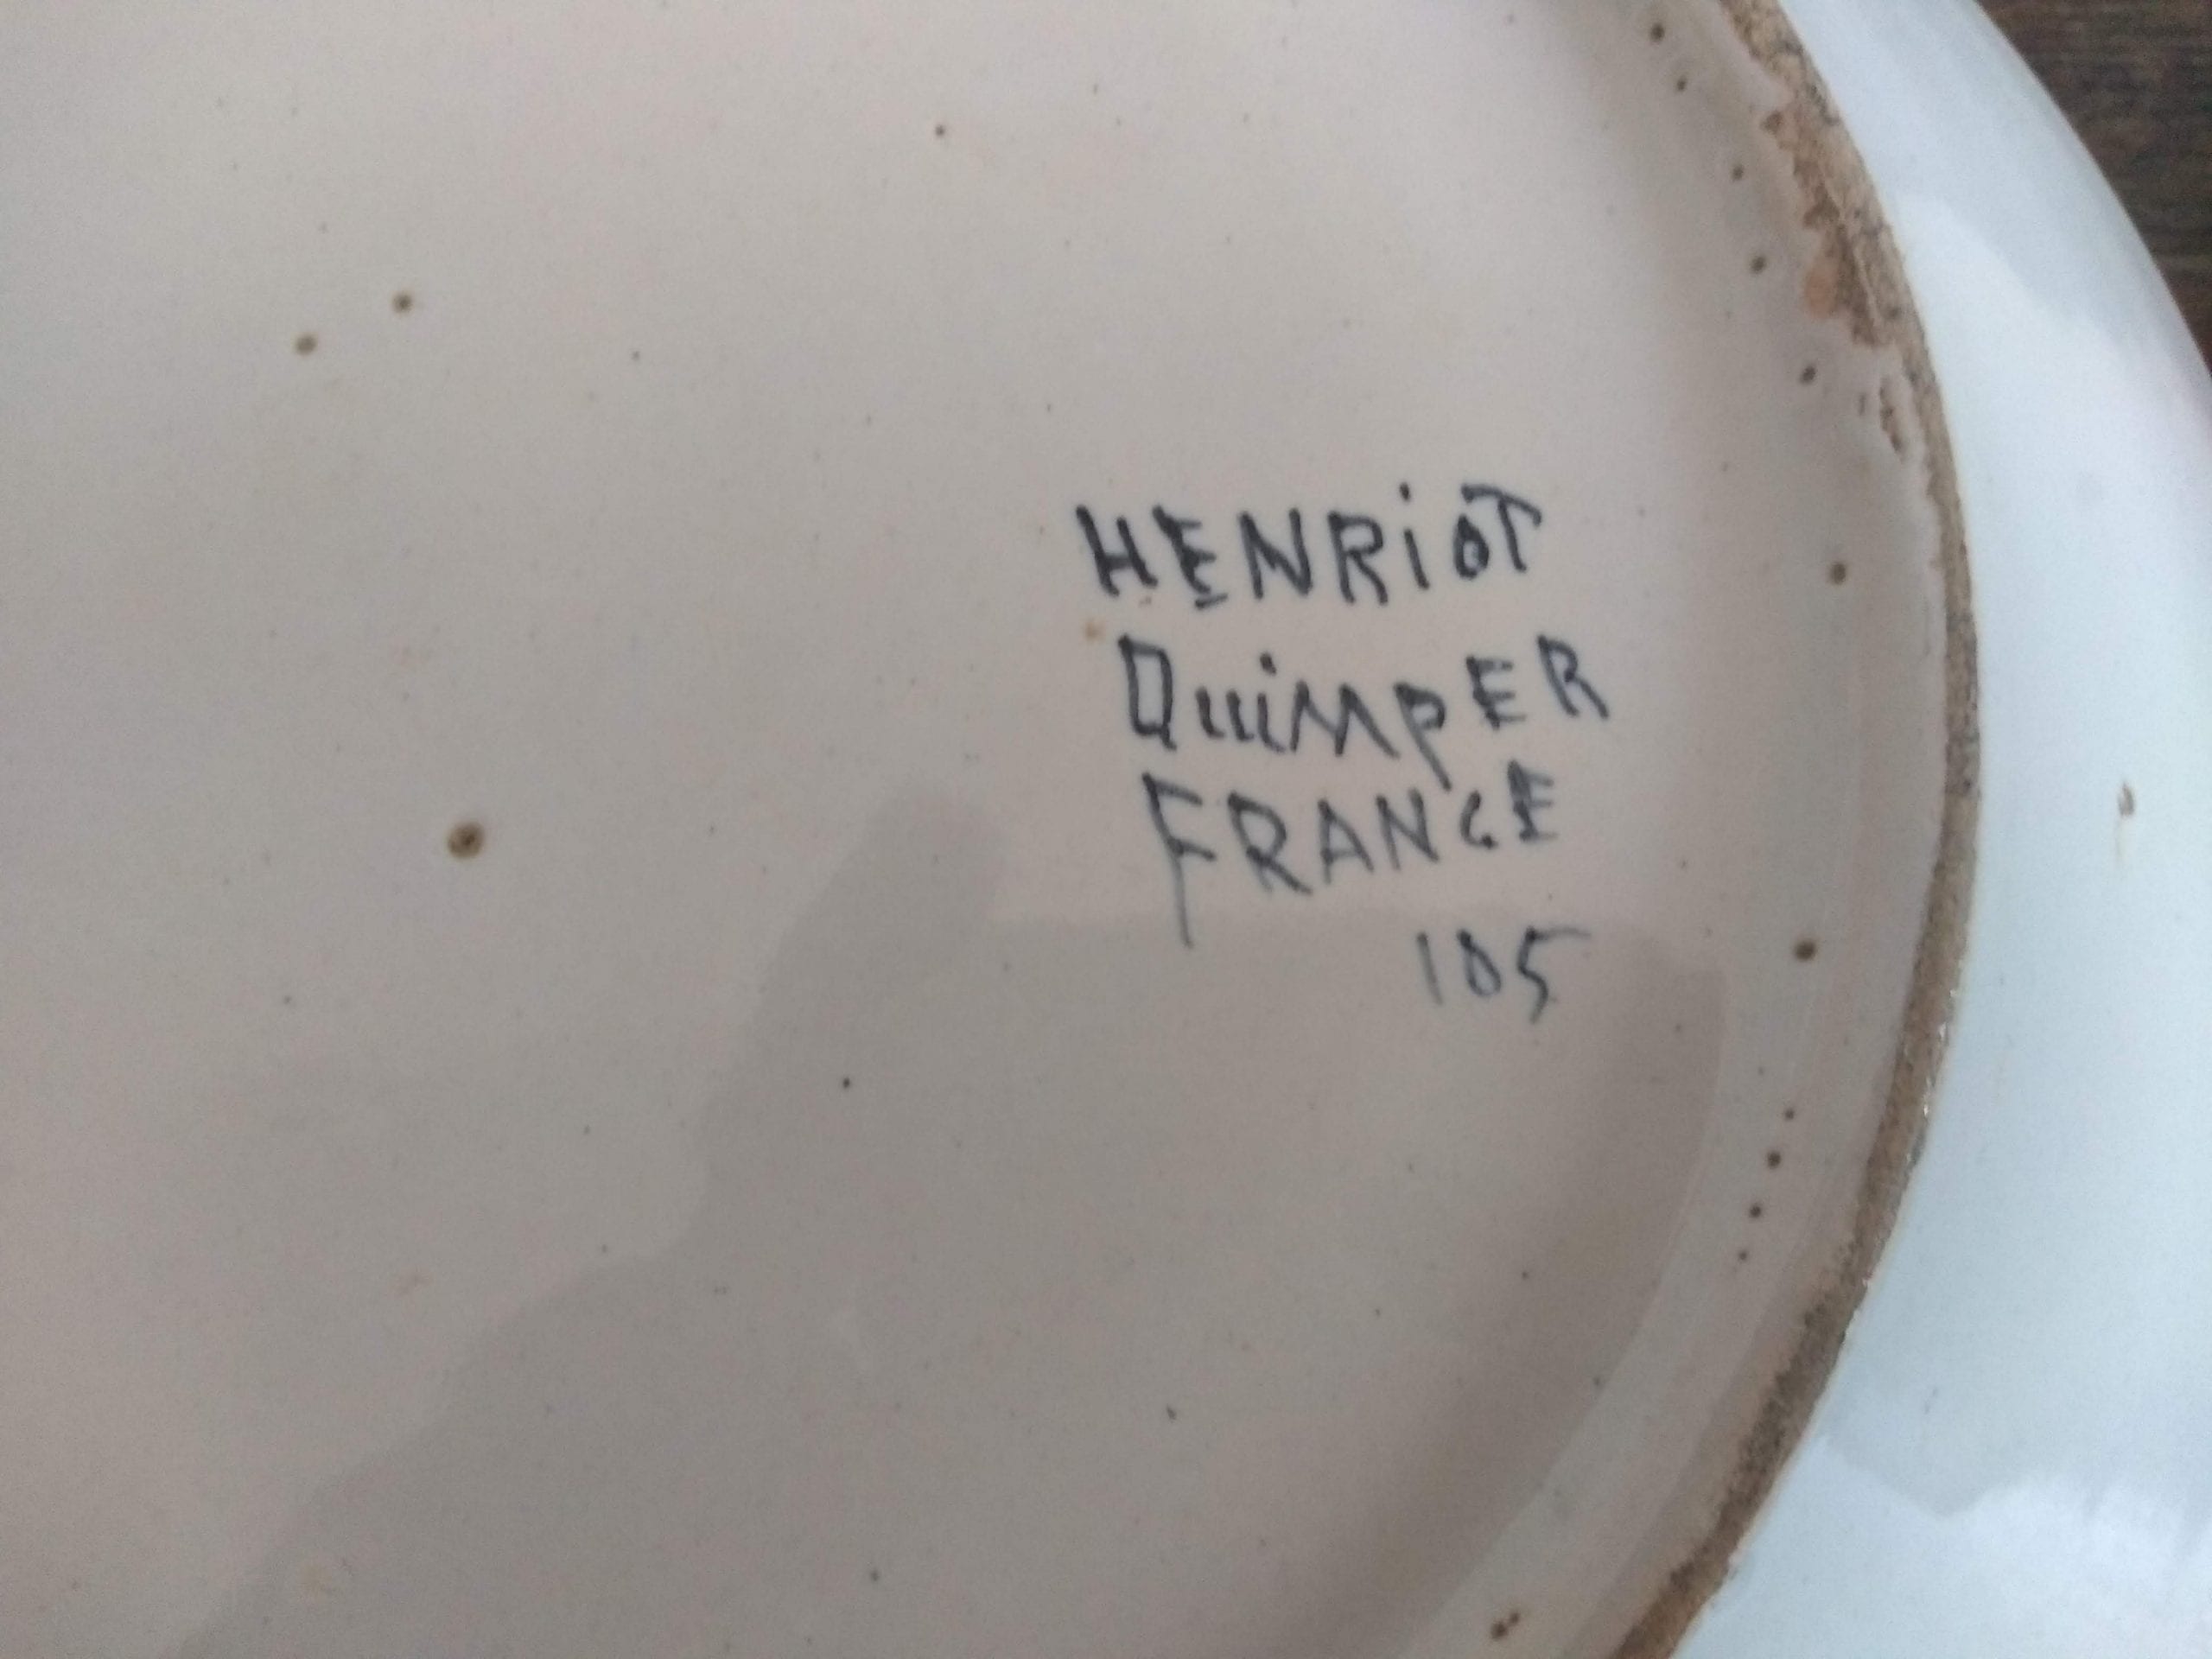 HENRiOT
QuiMpER
FRANCE
105